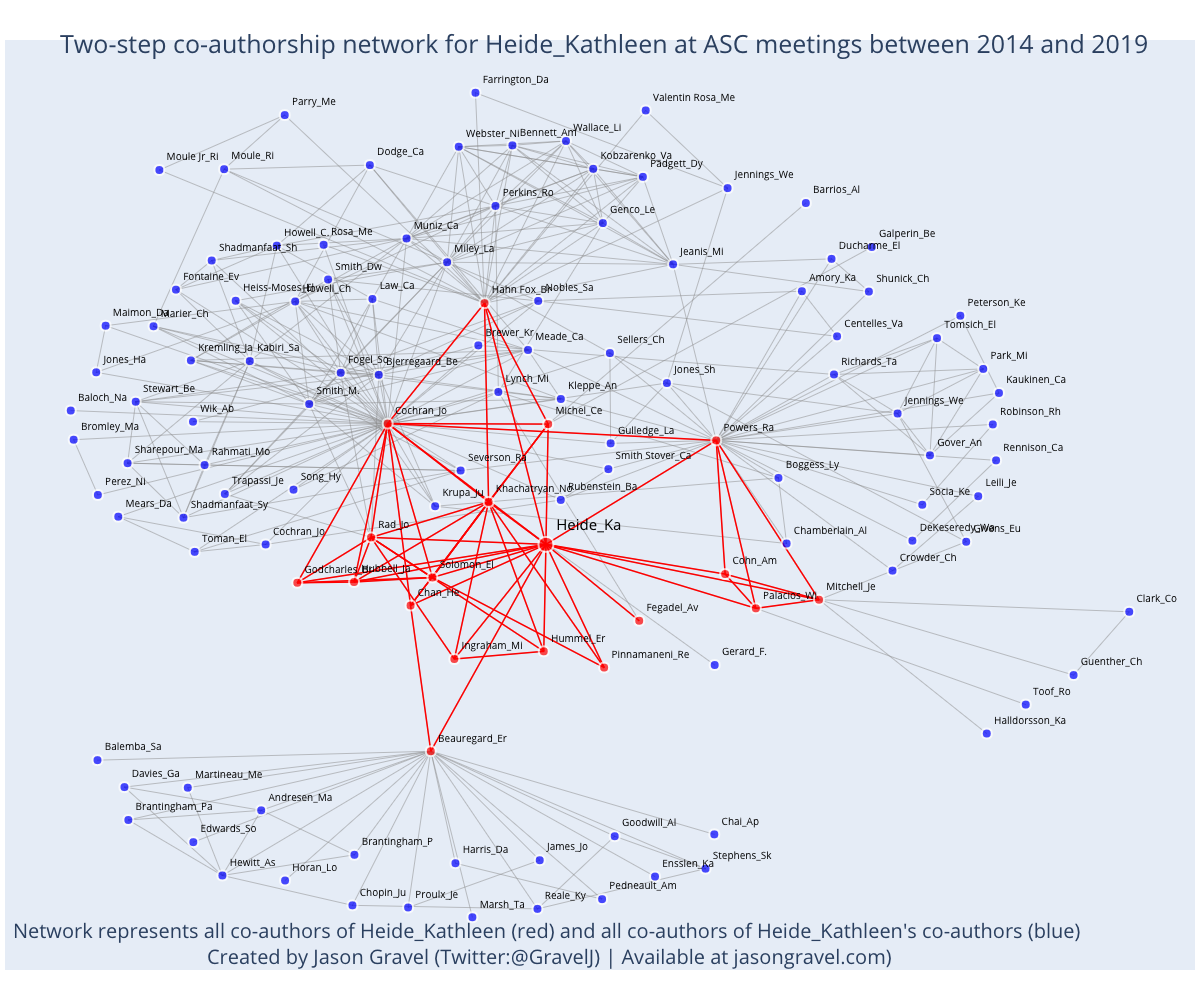 Two-step co-authorship network for Heide_Kathleen at ASC meetings between 2014 and 2019
Farrington_Da
Parry_Me
Valentin Rosa_Me
Webster_Ni
Bennett_Am
Wallace_Li
Moule Jr_Ri
Moule_Ri
Dodge_Ca
Kobzarenko_Va
Padgett_Dy
Jennings_We
Perkins_Ro
Barrios_Al
Genco_Le
Howell_C.
Rosa_Me
Muniz_Ca
Galperin_Be
Shadmanfaat_Sh
Miley_La
Jeanis_Mi
Ducharme_El
Fontaine_Ev
Smith_Dw
Amory_Ka
Shunick_Ch
Heiss-Moses_El
Howell_Ch
Law_Ca
Hahn Fox_Br
Nobles_Sa
Peterson_Ke
Maimon_Da
Marier_Ch
Centelles_Va
Tomsich_El
Brewer_Kr
Meade_Ca
Sellers_Ch
Jones_Ha
Kremling_Ja
Kabiri_Sa
Fogel_So
Bjerregaard_Be
Richards_Ta
Park_Mi
Jones_Sh
Stewart_Be
Smith_M.
Lynch_Mi
Kleppe_An
Kaukinen_Ca
Baloch_Na
Wik_Ab
Cochran_Jo
Michel_Ce
Jennings_We
Robinson_Rh
Bromley_Ma
Gulledge_La
Powers_Ra
Sharepour_Ma
Rahmati_Mo
Severson_Ra
Smith Stover_Ca
Gover_An
Rennison_Ca
Perez_Ni
Trapassi_Je
Song_Hy
Boggess_Ly
Mears_Da
Shadmanfaat_Sy
Krupa_Ju
Khachatryan_No
Rubenstein_Ba
Socia_Ke
Leili_Je
Toman_El
Cochran_Jo
Rad_Jo
Heide_Ka
Chamberlain_Al
DeKeseredy_Wa
Givens_Eu
Godcharles_Br
Hubbell_Ja
Solomon_El
Cohn_Am
Crowder_Ch
Chan_He
Palacios_Wi
Mitchell_Je
Fegadel_Av
Clark_Co
Ingraham_Mi
Hummel_Er
Pinnamaneni_Re
Gerard_F.
Guenther_Ch
Toof_Ro
Halldorsson_Ka
Beauregard_Er
Balemba_Sa
Davies_Ga
Martineau_Me
Brantingham_Pa
Andresen_Ma
Edwards_So
Goodwill_Al
Chai_Ap
Hewitt_As
Brantingham_P
Harris_Da
James_Jo
Horan_Lo
Ensslen_Ka
Stephens_Sk
Chopin_Ju
Proulx_Je
Marsh_Ta
Reale_Ky
Pedneault_Am
Network represents all co-authors of Heide_Kathleen (red) and all co-authors of Heide_Kathleen's co-authors (blue)
Created by Jason Gravel (Twitter:@GravelJ) | Available at jasongravel.com)